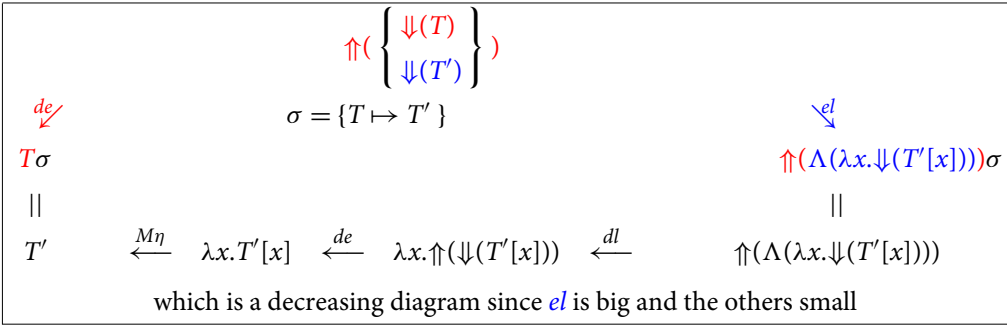 ⇑( { ⇓(T)
⇓(T′) } )
de σ = {T ↦ T′ } el
Tσ ⇑(Λ(λx.⇓(T′[x])))σ
|| ||
T′ ←Mη λx.T′[x] ←de λx.⇑(⇓(T′[x])) ←dl ⇑(Λ(λx.⇓(T′[x])))
which is a decreasing diagram since el is big and the others small